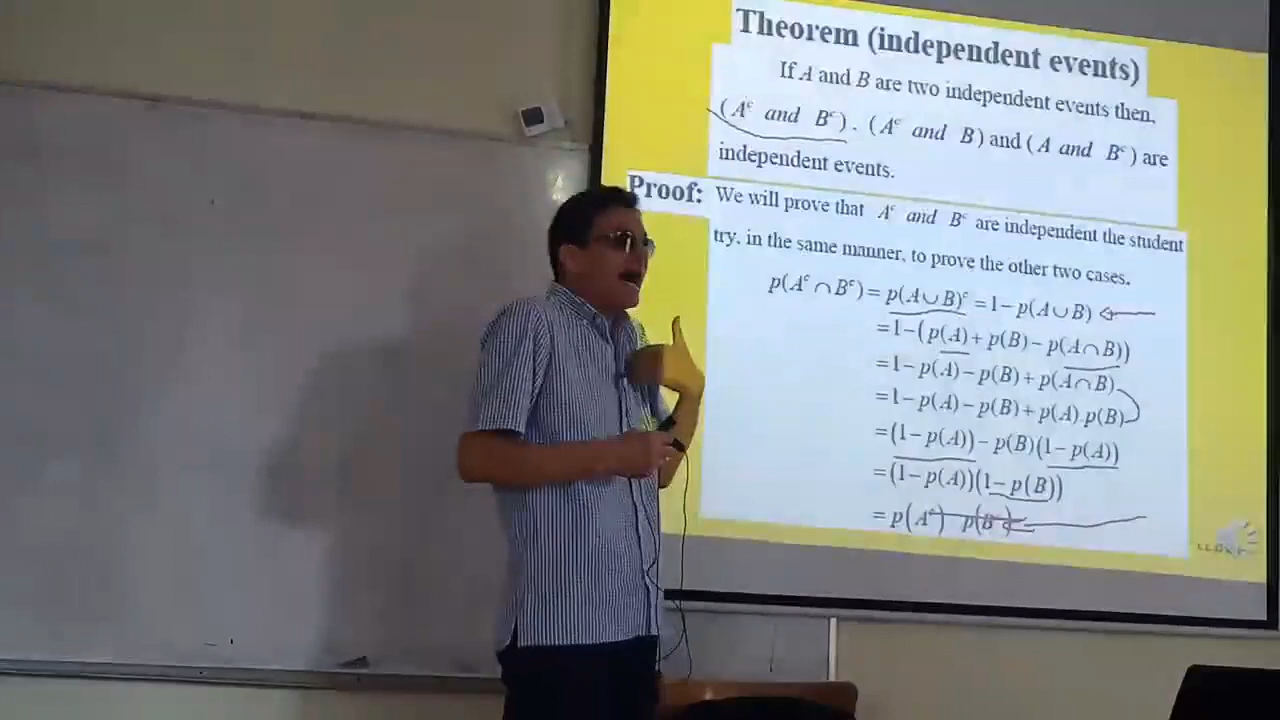 Theorem (independent events)
If A and B are two independent events then,
(Aᶜ and Bᶜ). (Aᶜ and B) and (A and Bᶜ) are
independent events.
Proof: We will prove that Aᶜ and Bᶜ are independent the student
try. in the same manner, to prove the other two cases.
p(Aᶜ∩Bᶜ)=p(A∪B)ᶜ=1−p(A∪B)
=1−(p(A)+p(B)−p(A∩B))
=1−p(A)−p(B)+p(A∩B)
=1−p(A)−p(B)+p(A).p(B)
=(1−p(A))−p(B)(1−p(A))
=(1−p(A))(1−p(B))
=p(Aᶜ) p(Bᶜ)